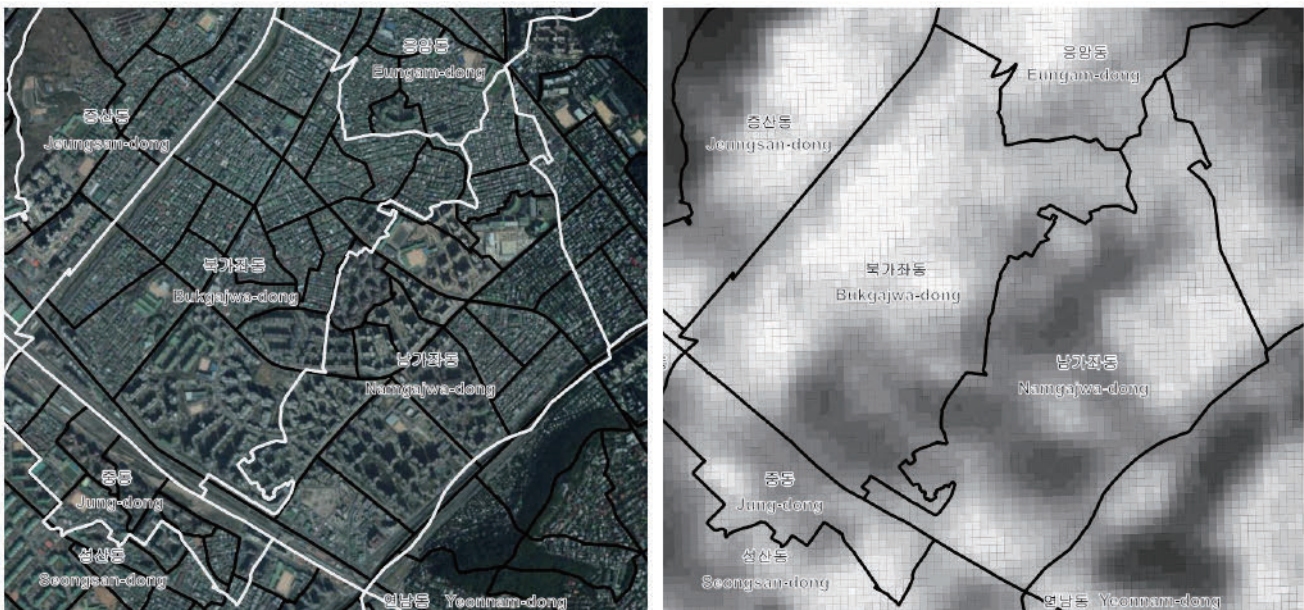 응암동
Eungam-dong
증산동
Jeungsan-dong
북가좌동
Bukgajwa-dong
남가좌동
Namgajwa-dong
중동
Jung-dong
성산동
Seongsan-dong
연남동 Yeonnam-dong
응암동
Eungam-dong
증산동
Jeungsan-dong
북가좌동
Bukgajwa-dong
남가좌동
Namgajwa-dong
중동
Jung-dong
성산동
Seongsan-dong
연남동 Yeonnam-dong